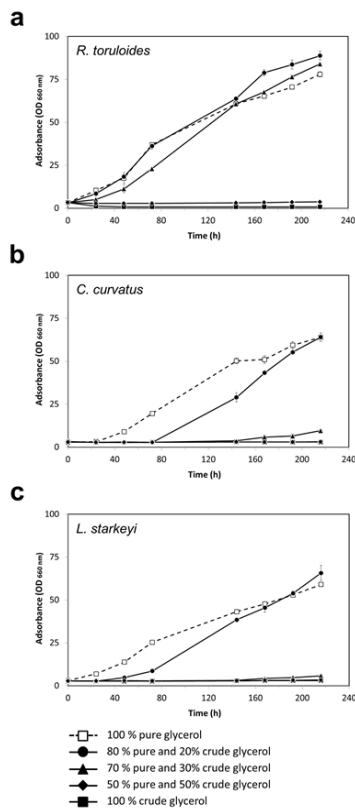 a
R. toruloides
100
75
50
25
0
Adsorbance (OD 660 nm)
0 40 80 120 160 200 240
Time (h)
b
C. curvatus
100
75
50
25
0
Adsorbance (OD 660 nm)
0 40 80 120 160 200 240
Time (h)
c
L. starkeyi
100
75
50
25
0
Adsorbance (OD 660 nm)
0 40 80 120 160 200 240
Time (h)
100 % pure glycerol
80 % pure and 20% crude glycerol
70 % pure and 30% crude glycerol
50 % pure and 50% crude glycerol
100 % crude glycerol